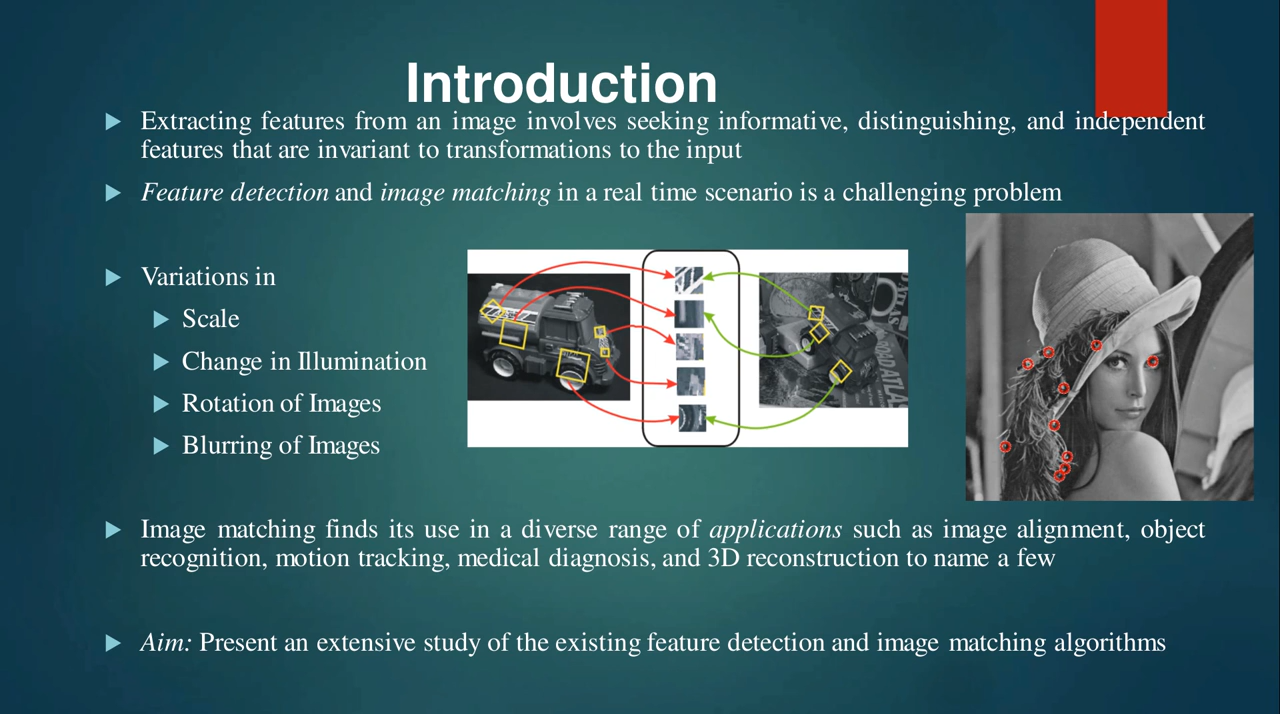 Introduction
Extracting features from an image involves seeking informative, distinguishing, and independent
features that are invariant to transformations to the input
Feature detection and image matching in a real time scenario is a challenging problem
Variations in
Scale
Change in Illumination
Rotation of Images
Blurring of Images
ROAD ATLAS
Image matching finds its use in a diverse range of applications such as image alignment, object
recognition, motion tracking, medical diagnosis, and 3D reconstruction to name a few
Aim: Present an extensive study of the existing feature detection and image matching algorithms